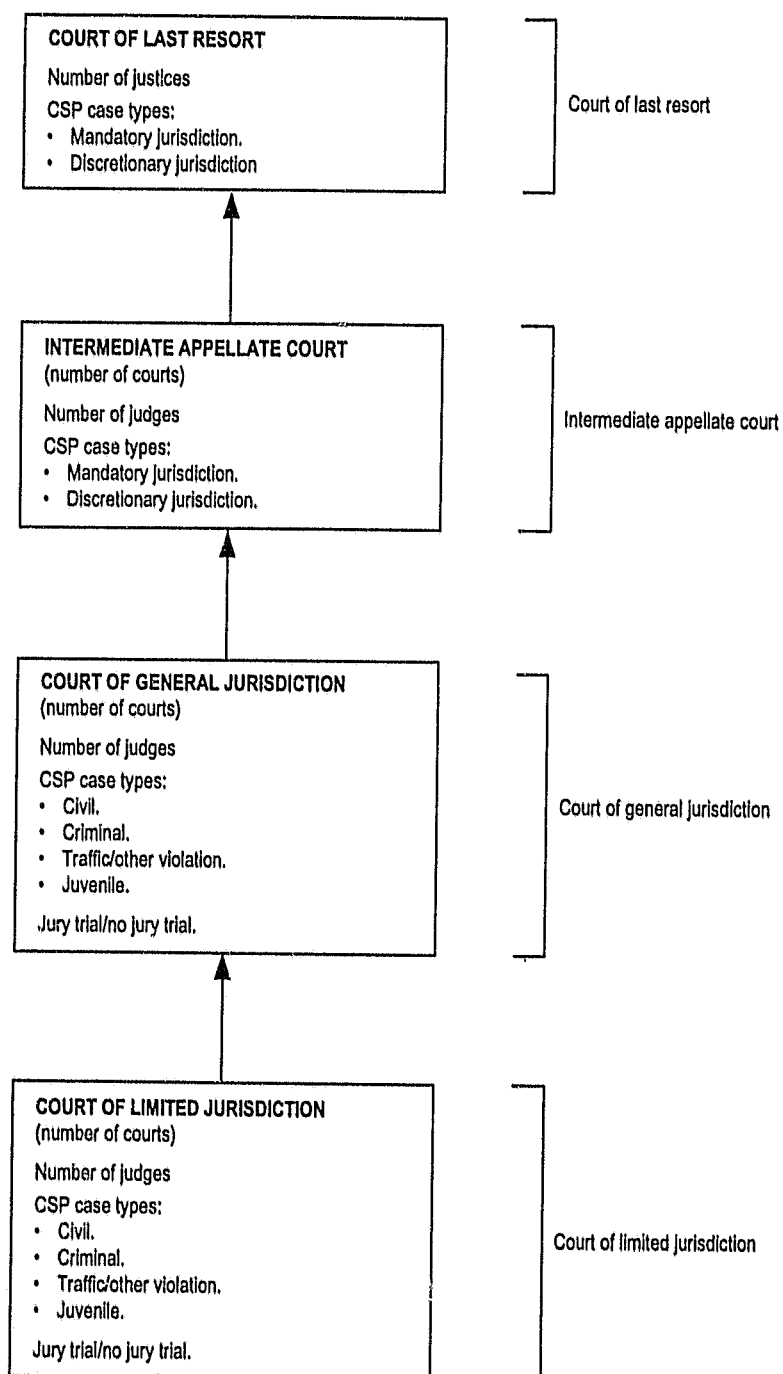 COURT OF LAST RESORT
Number of justices
CSP case types:
• Mandatory jurisdiction.
• Discretionary jurisdiction
Court of last resort
INTERMEDIATE APPELLATE COURT
(number of courts)
Number of judges
CSP case types:
• Mandatory jurisdiction.
• Discretionary jurisdiction.
Intermediate appellate court
COURT OF GENERAL JURISDICTION
(number of courts)
Number of judges
CSP case types:
• Civil.
• Criminal.
• Traffic/other violation.
• Juvenile.
Jury trial/no jury trial.
Court of general jurisdiction
COURT OF LIMITED JURISDICTION
(number of courts)
Number of judges
CSP case types:
• Civil.
• Criminal.
• Traffic/other violation.
• Juvenile.
Jury trial/no jury trial.
Court of limited jurisdiction